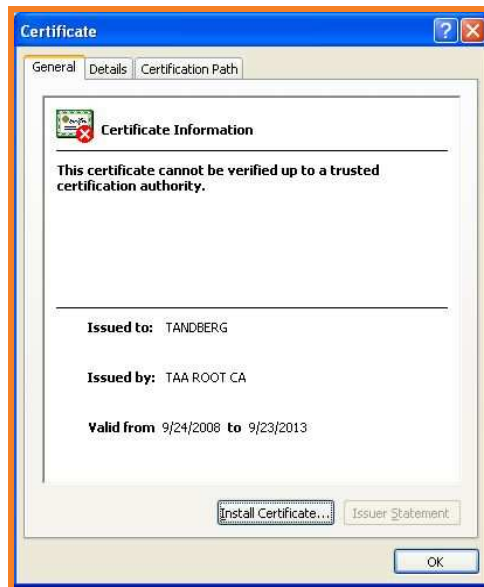 Certificate
General Details Certification Path
Certificate Information
This certificate cannot be verified up to a trusted
certification authority.
Issued to: TANDBERG
Issued by: TAA ROOT CA
Valid from 9/24/2008 to 9/23/2013
Install Certificate... Issuer Statement
OK